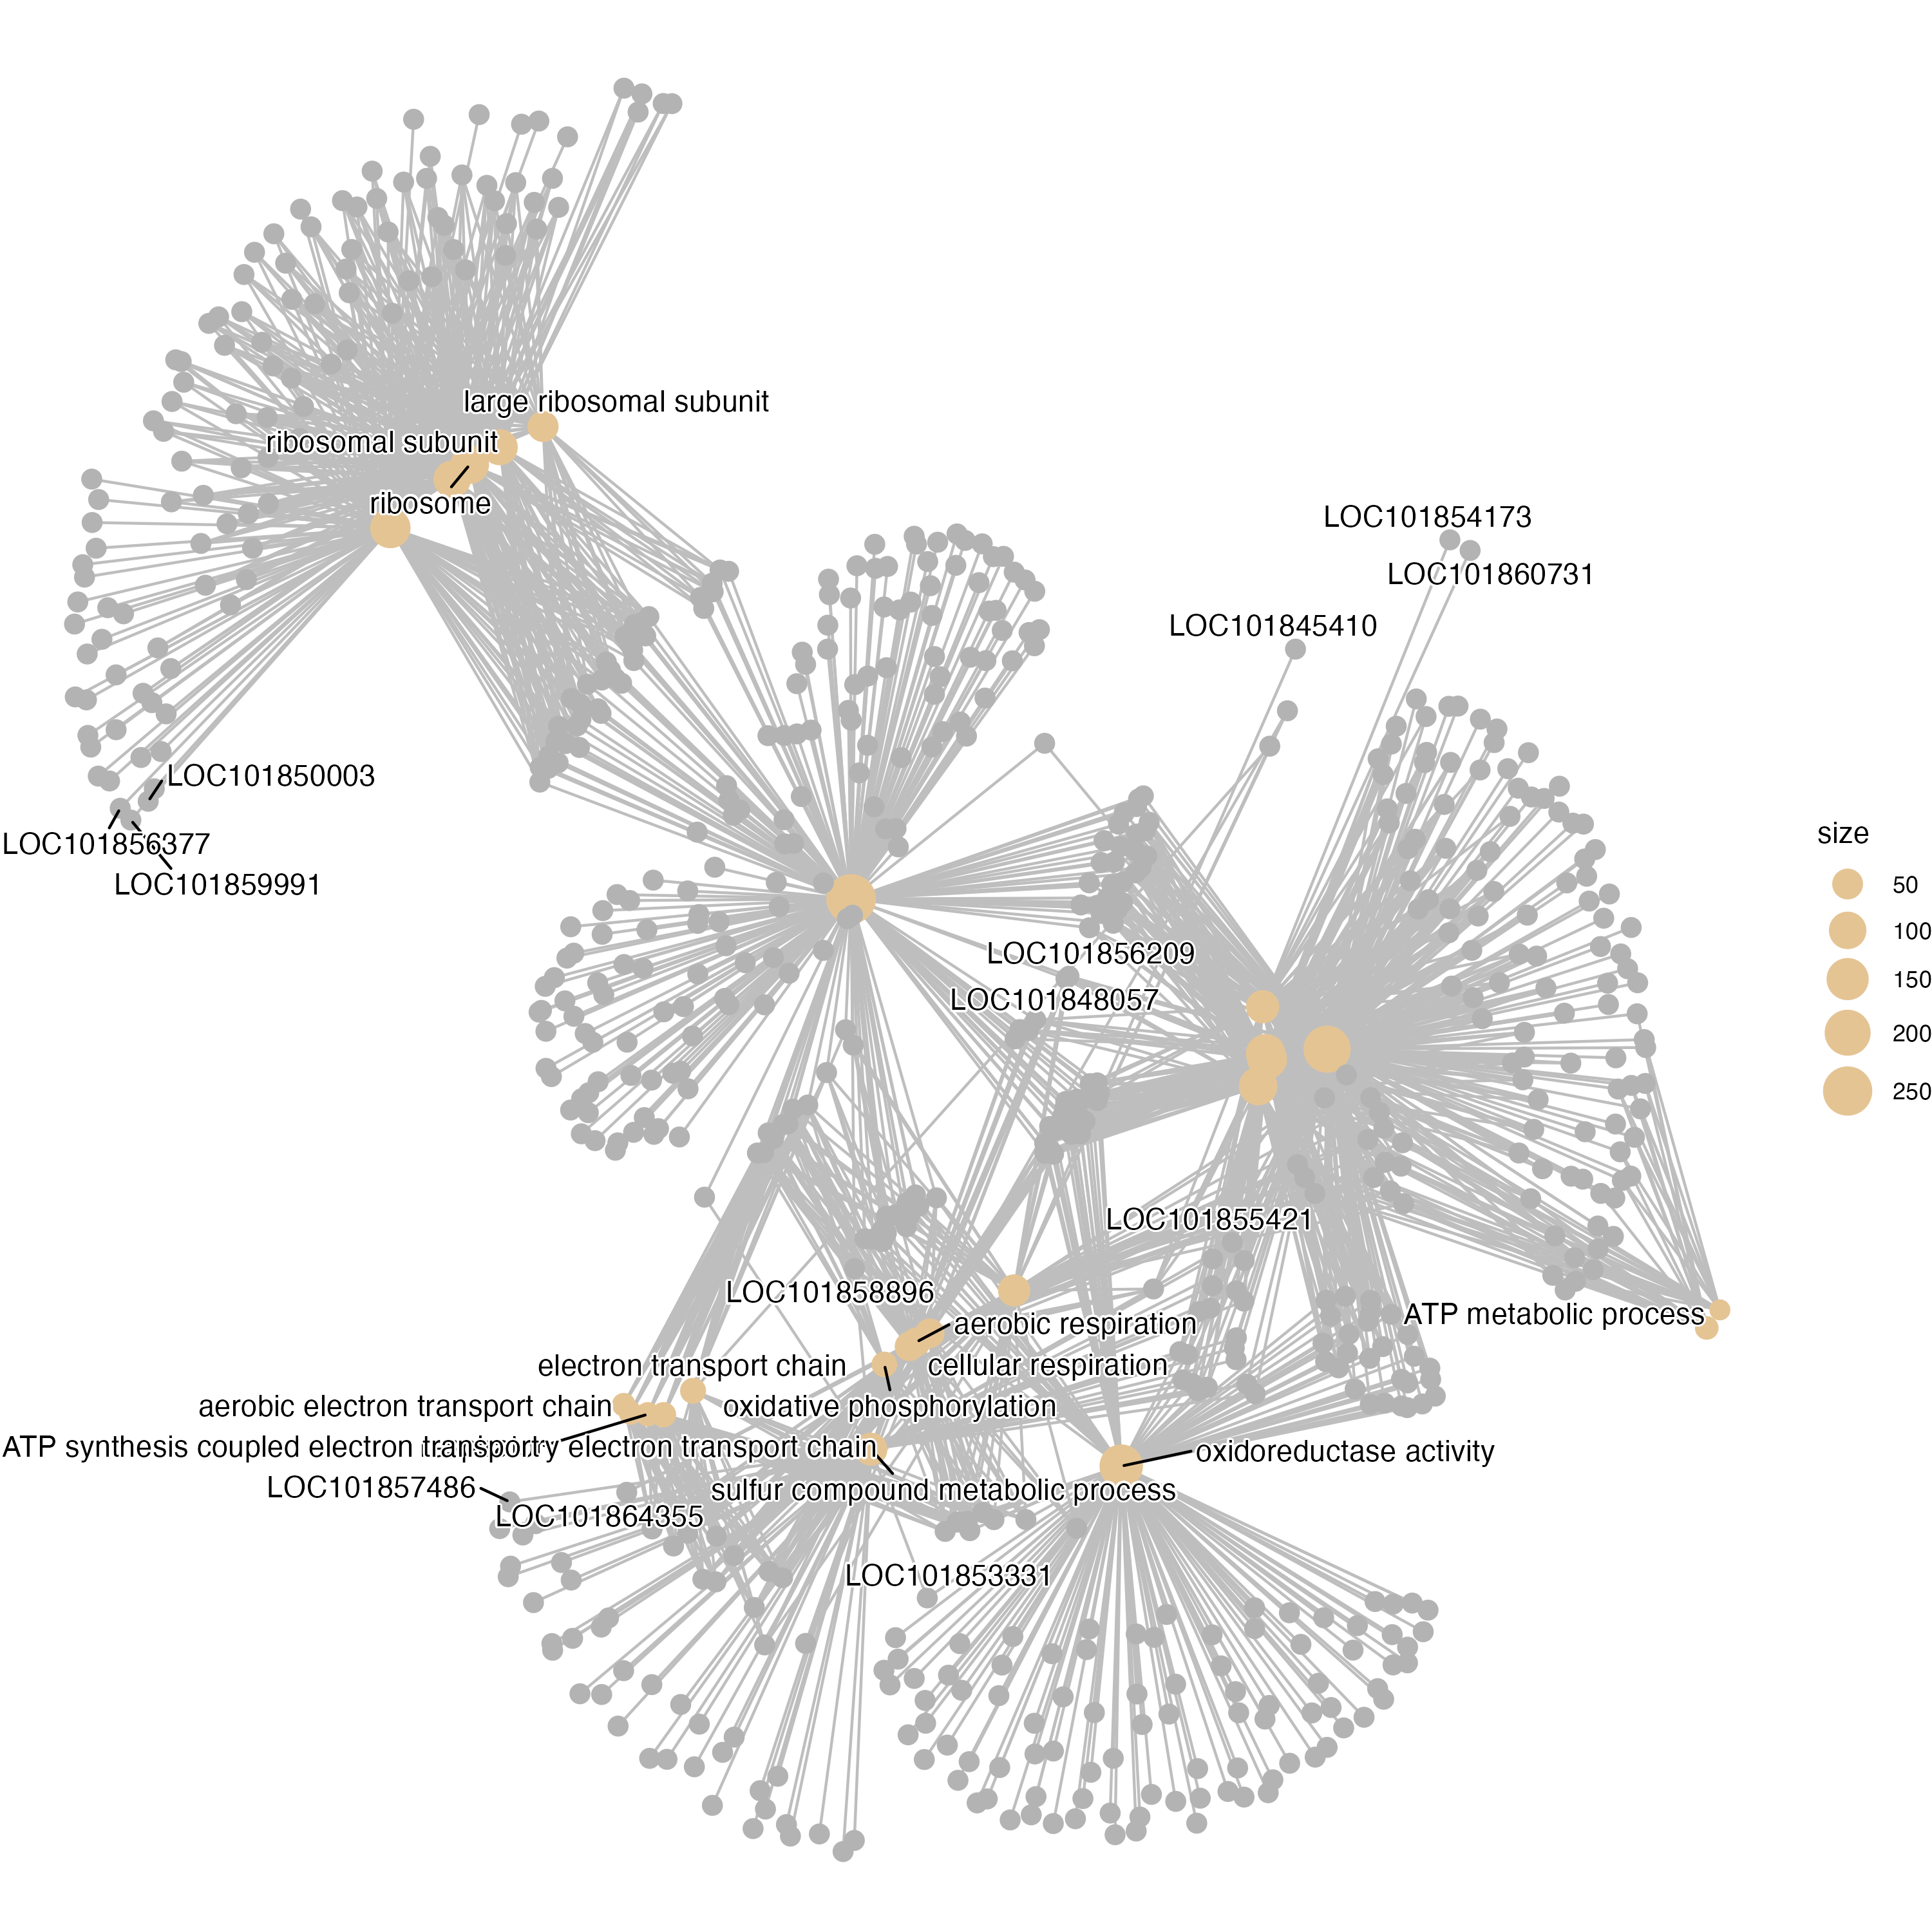 large ribosomal subunit
ribosomal subunit
ribosome
LOC101854173
LOC101860731
LOC101845410
LOC101850003
LOC101856377
LOC101859991
size
50
100
150
200
250
LOC101856209
LOC101848057
LOC101855421
LOC101858896
ATP metabolic process
aerobic respiration
electron transport chain
cellular respiration
aerobic electron transport chain
oxidative phosphorylation
ATP synthesis coupled electron transport
electron transport chain
oxidoreductase activity
LOC101857486
sulfur compound metabolic process
LOC101864355
LOC101853331